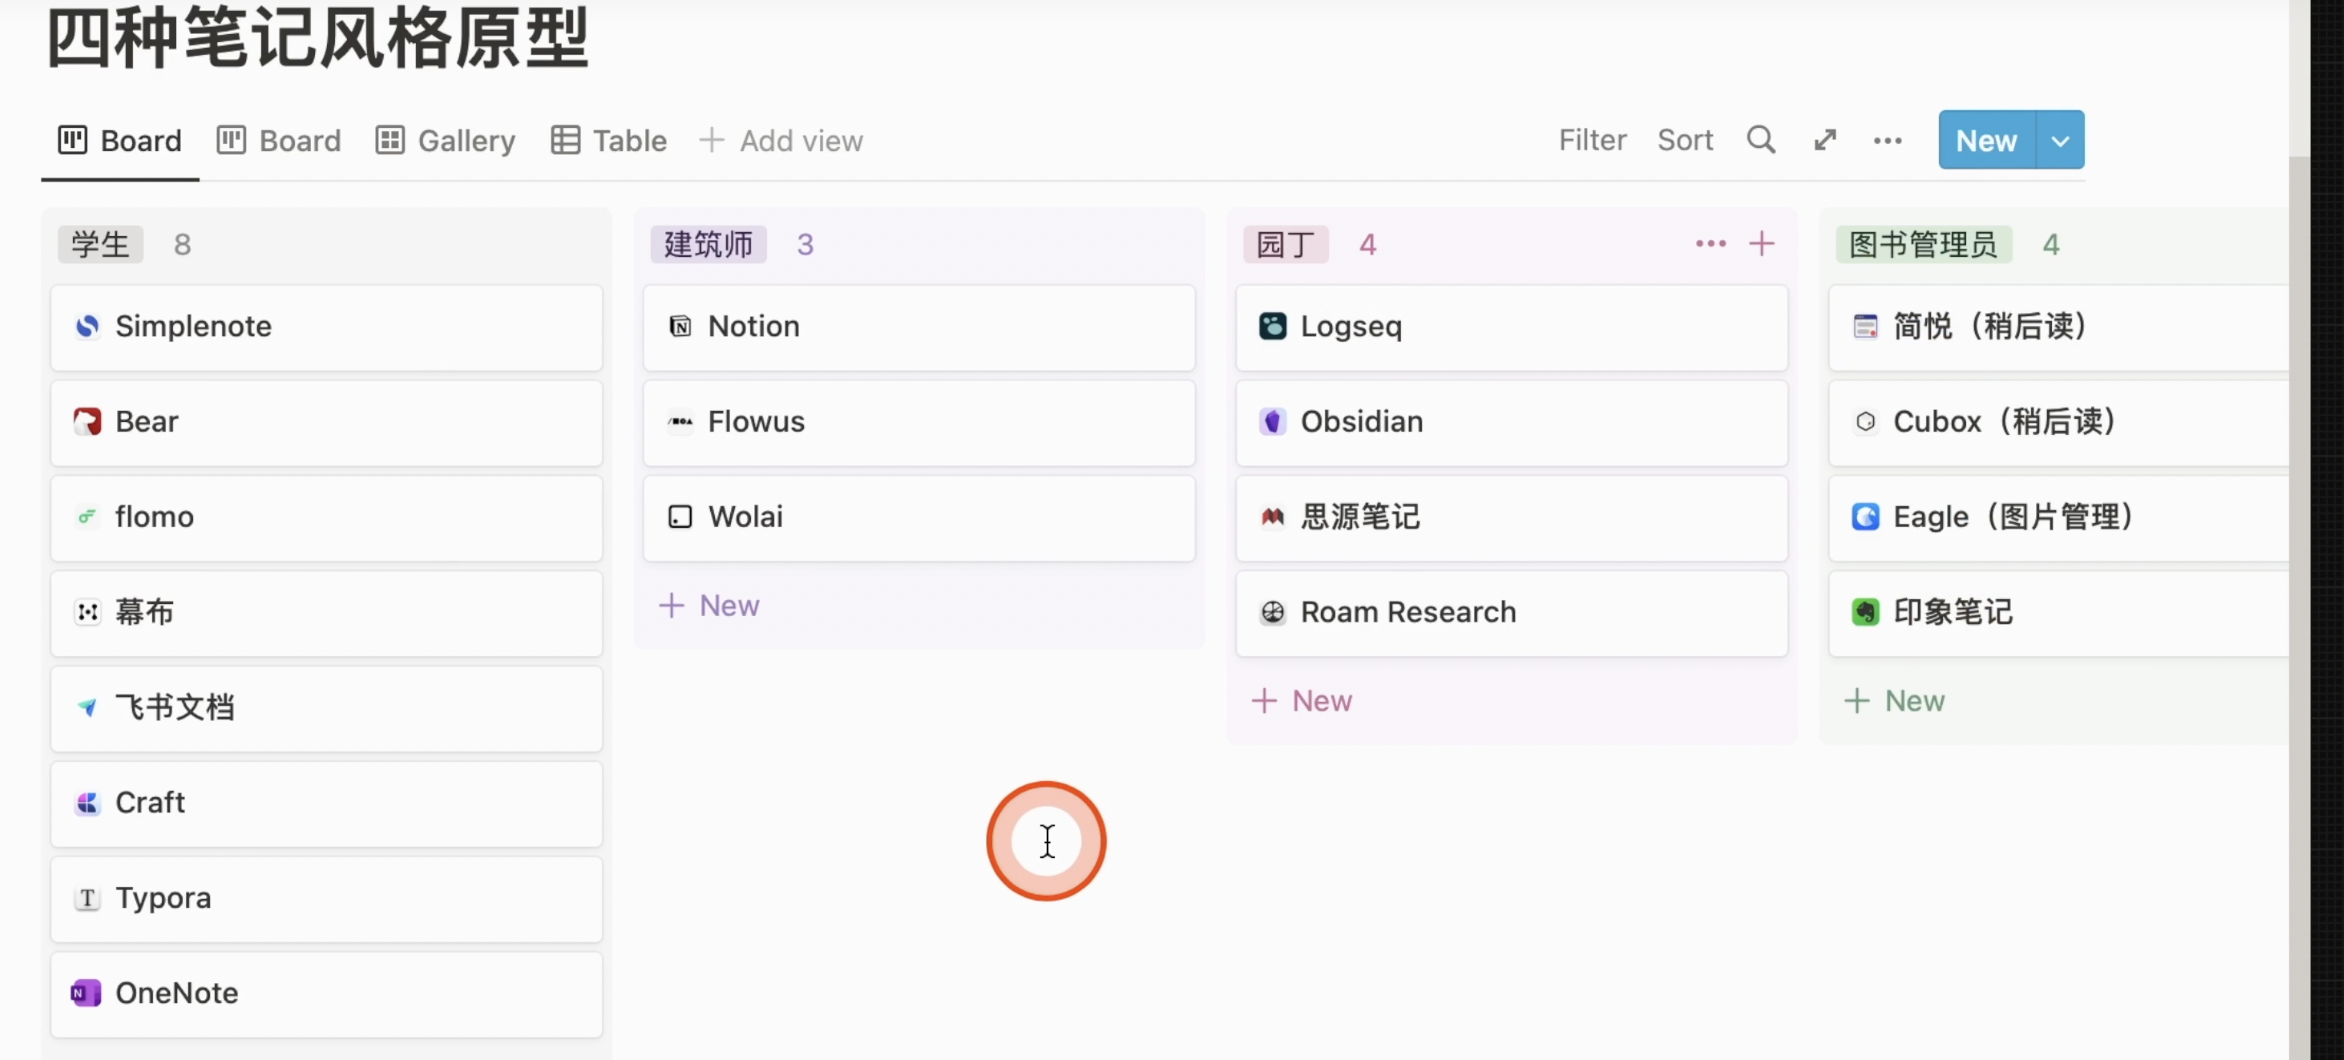 四种笔记风格原型
Board Board Gallery Table + Add view Filter Sort New
学生 8
Simplenote
Bear
flomo
幕布
飞书文档
Craft
Typora
OneNote
建筑师 3
Notion
Flowus
Wolai
+ New
园丁 4
Logseq
Obsidian
思源笔记
Roam Research
+ New
图书管理员 4
简悦（稍后读）
Cubox（稍后读）
Eagle（图片管理）
印象笔记
+ New